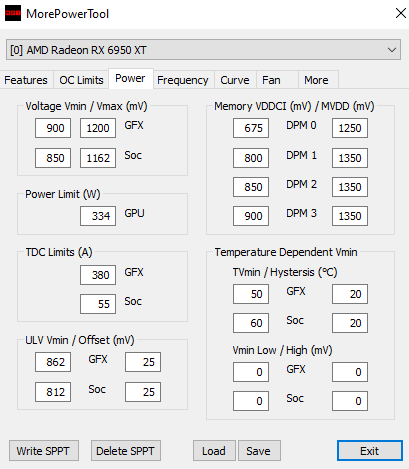 MorePowerTool
[0] AMD Radeon RX 6950 XT
Features OC Limits Power Frequency Curve Fan More
Voltage Vmin / Vmax (mV)
900 1200 GFX
850 1162 Soc
Power Limit (W)
334 GPU
TDC Limits (A)
380 GFX
55 Soc
ULV Vmin / Offset (mV)
862 GFX 25
812 Soc 25
Memory VDDCI (mV) / MVDD (mV)
675 DPM 0 1250
800 DPM 1 1350
850 DPM 2 1350
900 DPM 3 1350
Temperature Dependent Vmin
TVmin / Hystersis (°C)
50 GFX 20
60 Soc 20
Vmin Low / High (mV)
0 GFX 0
0 Soc 0
Write SPPT Delete SPPT Load Save Exit